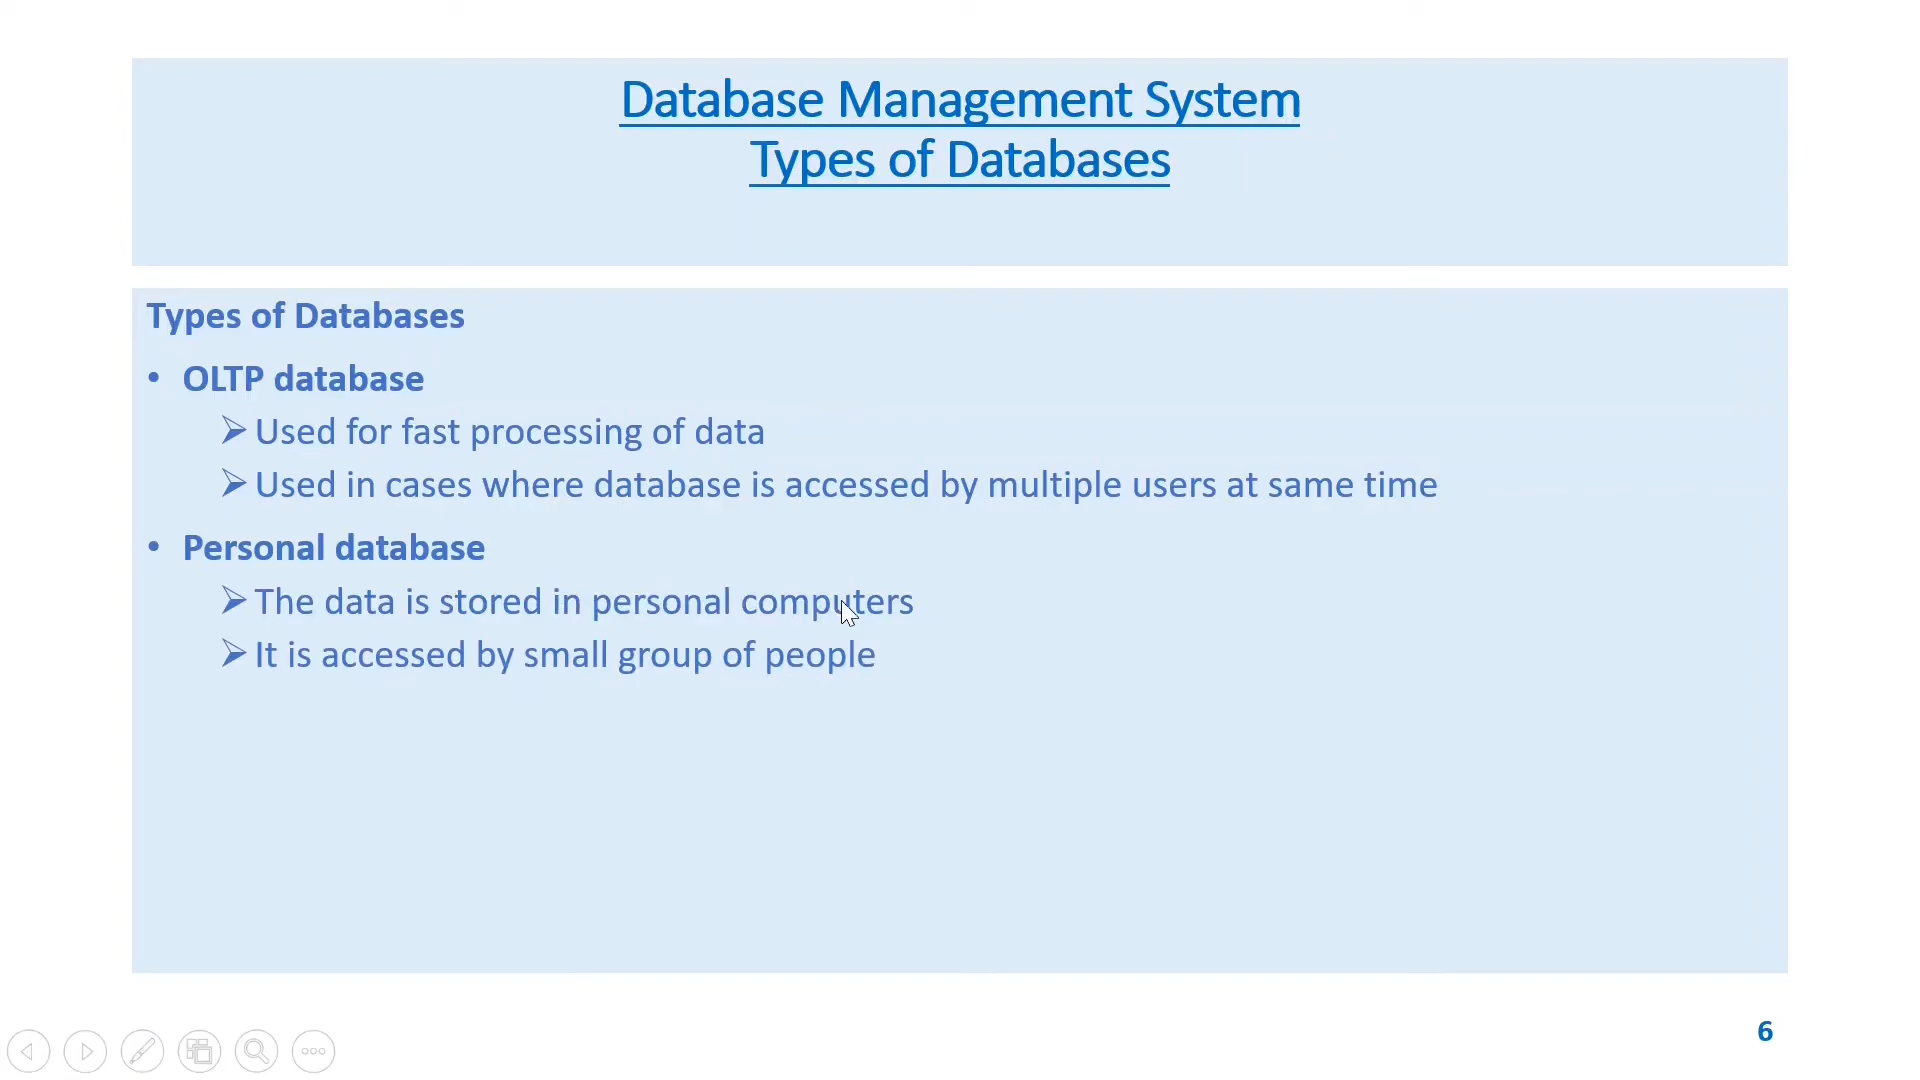 Database Management System
Types of Databases
Types of Databases
• OLTP database
➢ Used for fast processing of data
➢ Used in cases where database is accessed by multiple users at same time
• Personal database
➢ The data is stored in personal computers
➢ It is accessed by small group of people
6